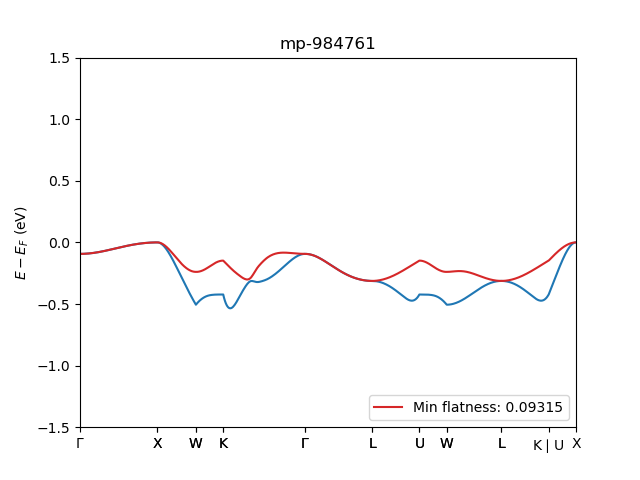 mp-984761
E − E_F (eV)
1.5
1.0
0.5
0.0
−0.5
−1.0
−1.5
Min flatness: 0.09315
Γ X W K Γ L U W L K | U X